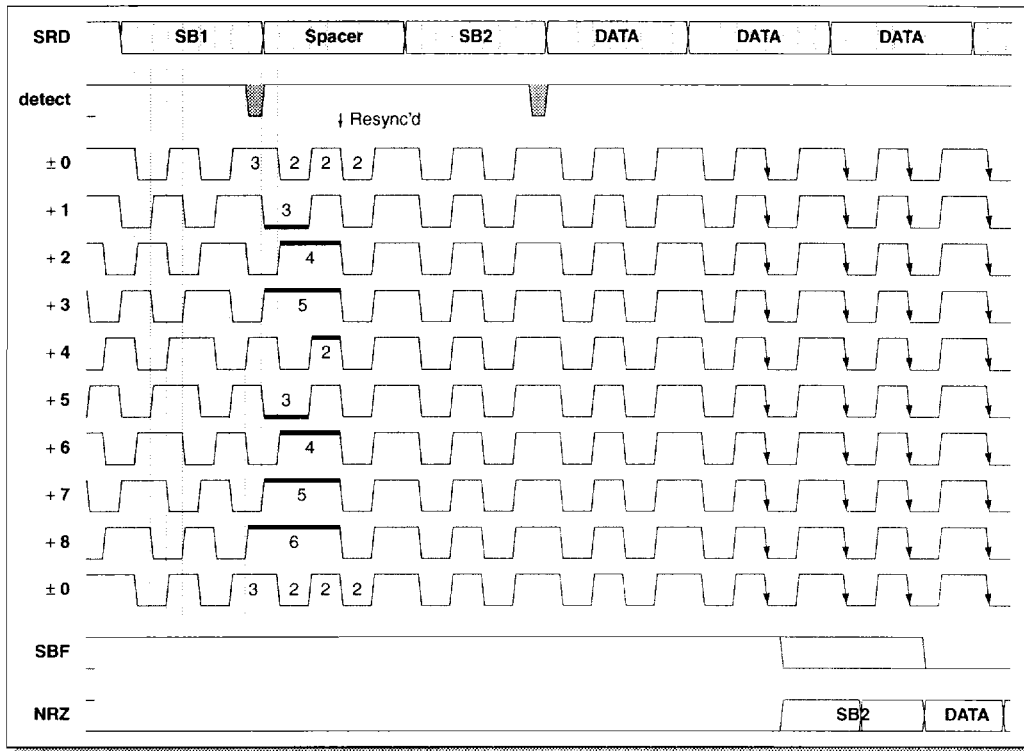 SRD SB1 Spacer SB2 DATA DATA DATA
detect
Resync'd
± 0 3 2 2 2
+ 1 3
+ 2 4
+ 3 5
+ 4 2
+ 5 3
+ 6 4
+ 7 5
+ 8 6
± 0 3 2 2 2
SBF
NRZ SB2 DATA